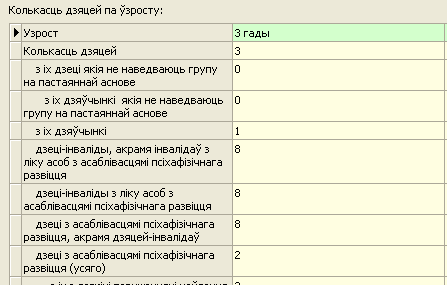 Колькасць дзяцей па ўзросту:
Узрост 3 гады
Колькасць дзяцей 3
з іх дзеці якія не наведваюць групу 0
на пастаяннай аснове
з іх дзяўчынкі якія не наведваюць 0
групу на пастаяннай аснове
з іх дзяўчынкі 1
дзеці-інваліды, акрамя інвалідаў з 8
ліку асоб з асаблівасцямі псіхафізічнага
развіцця
дзеці-інваліды з ліку асоб з 8
асаблівасцямі псіхафізічнага развіцця
дзеці з асаблівасцямі псіхафізічнага 8
развіцця, акрамя дзяцей-інвалідаў
дзеці з асаблівасцямі псіхафізічнага 2
развіцця (усяго)